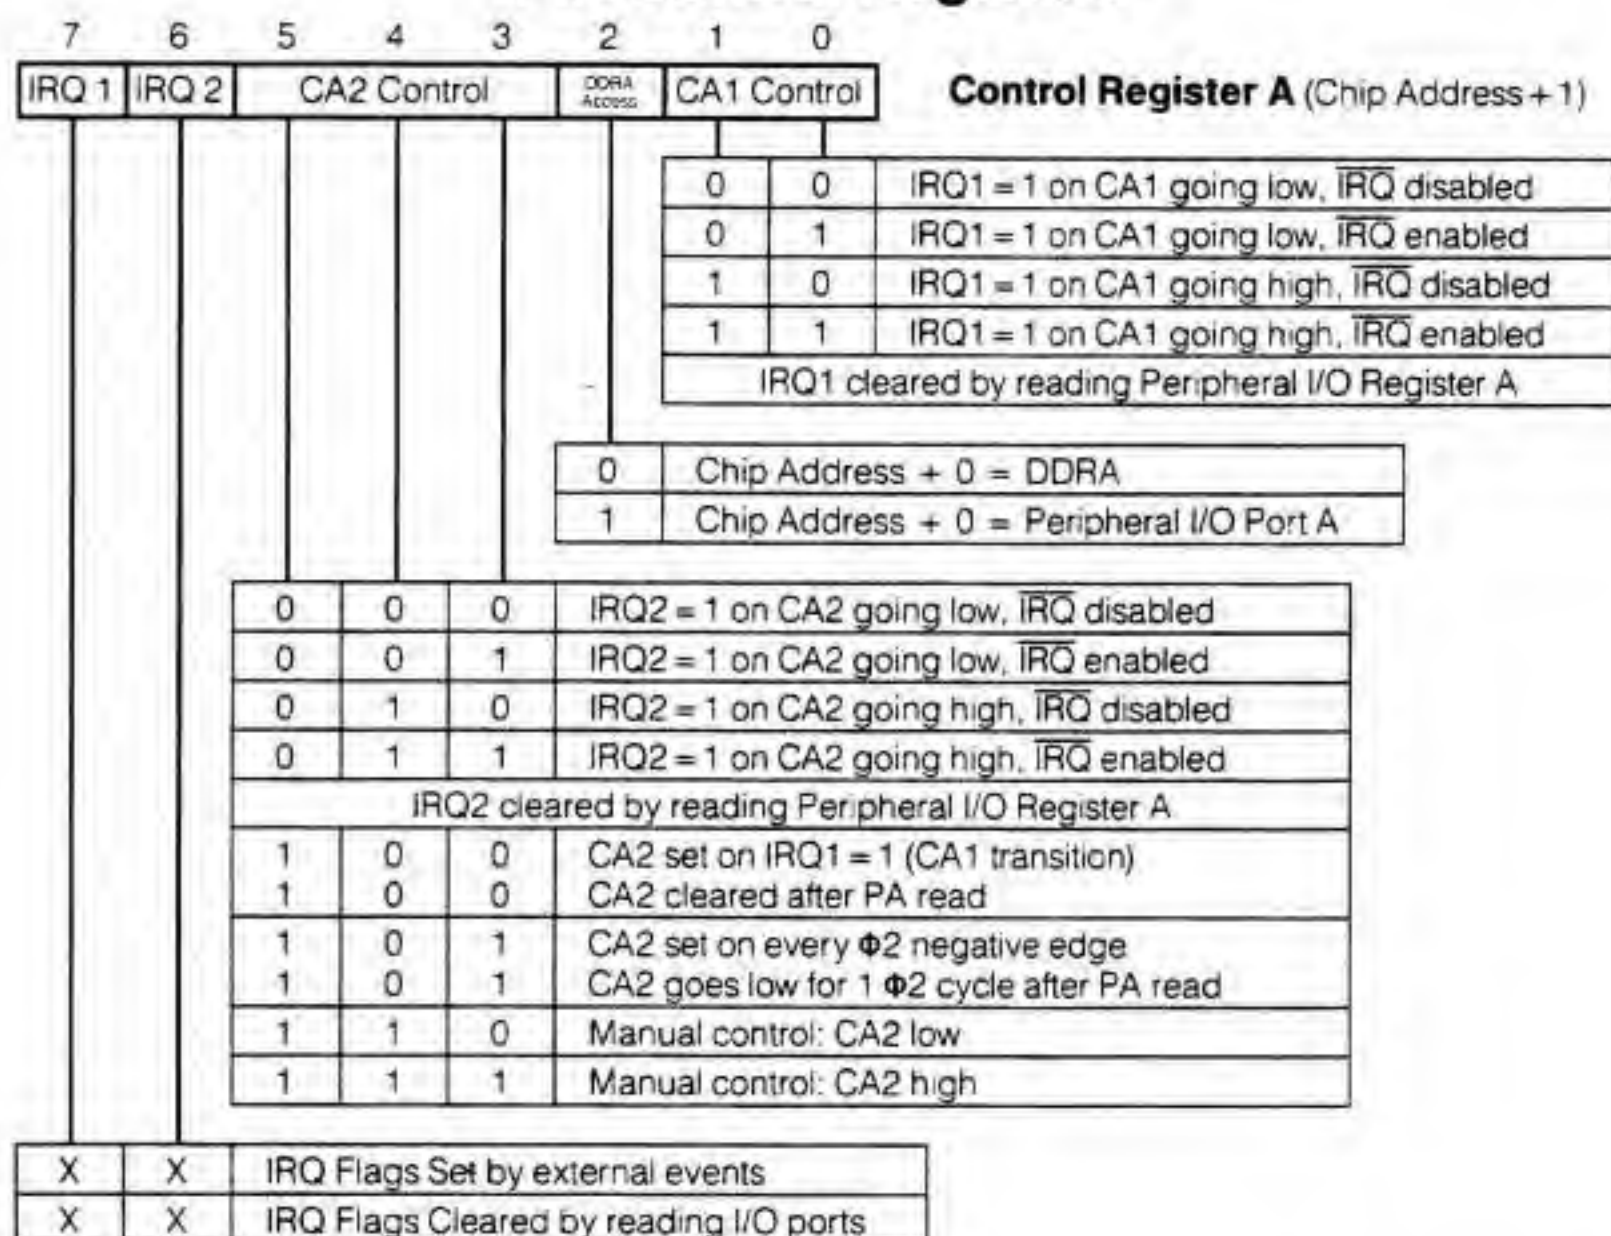 7 6 5 4 3 2 1 0
IRQ 1 IRQ 2 CA2 Control DDRA Access CA1 Control
Control Register A (Chip Address + 1)
0 0 IRQ1 = 1 on CA1 going low, I̅R̅Q̅ disabled
0 1 IRQ1 = 1 on CA1 going low, I̅R̅Q̅ enabled
1 0 IRQ1 = 1 on CA1 going high, I̅R̅Q̅ disabled
1 1 IRQ1 = 1 on CA1 going high, I̅R̅Q̅ enabled
IRQ1 cleared by reading Peripheral I/O Register A
0 Chip Address + 0 = DDRA
1 Chip Address + 0 = Peripheral I/O Port A
0 0 0 IRQ2 = 1 on CA2 going low, I̅R̅Q̅ disabled
0 0 1 IRQ2 = 1 on CA2 going low, I̅R̅Q̅ enabled
0 1 0 IRQ2 = 1 on CA2 going high, I̅R̅Q̅ disabled
0 1 1 IRQ2 = 1 on CA2 going high, I̅R̅Q̅ enabled
IRQ2 cleared by reading Peripheral I/O Register A
1 0 0 CA2 set on IRQ1 = 1 (CA1 transition)
1 0 0 CA2 cleared after PA read
1 0 1 CA2 set on every Φ2 negative edge
1 0 1 CA2 goes low for 1 Φ2 cycle after PA read
1 1 0 Manual control: CA2 low
1 1 1 Manual control: CA2 high
X X IRQ Flags Set by external events
X X IRQ Flags Cleared by reading I/O ports